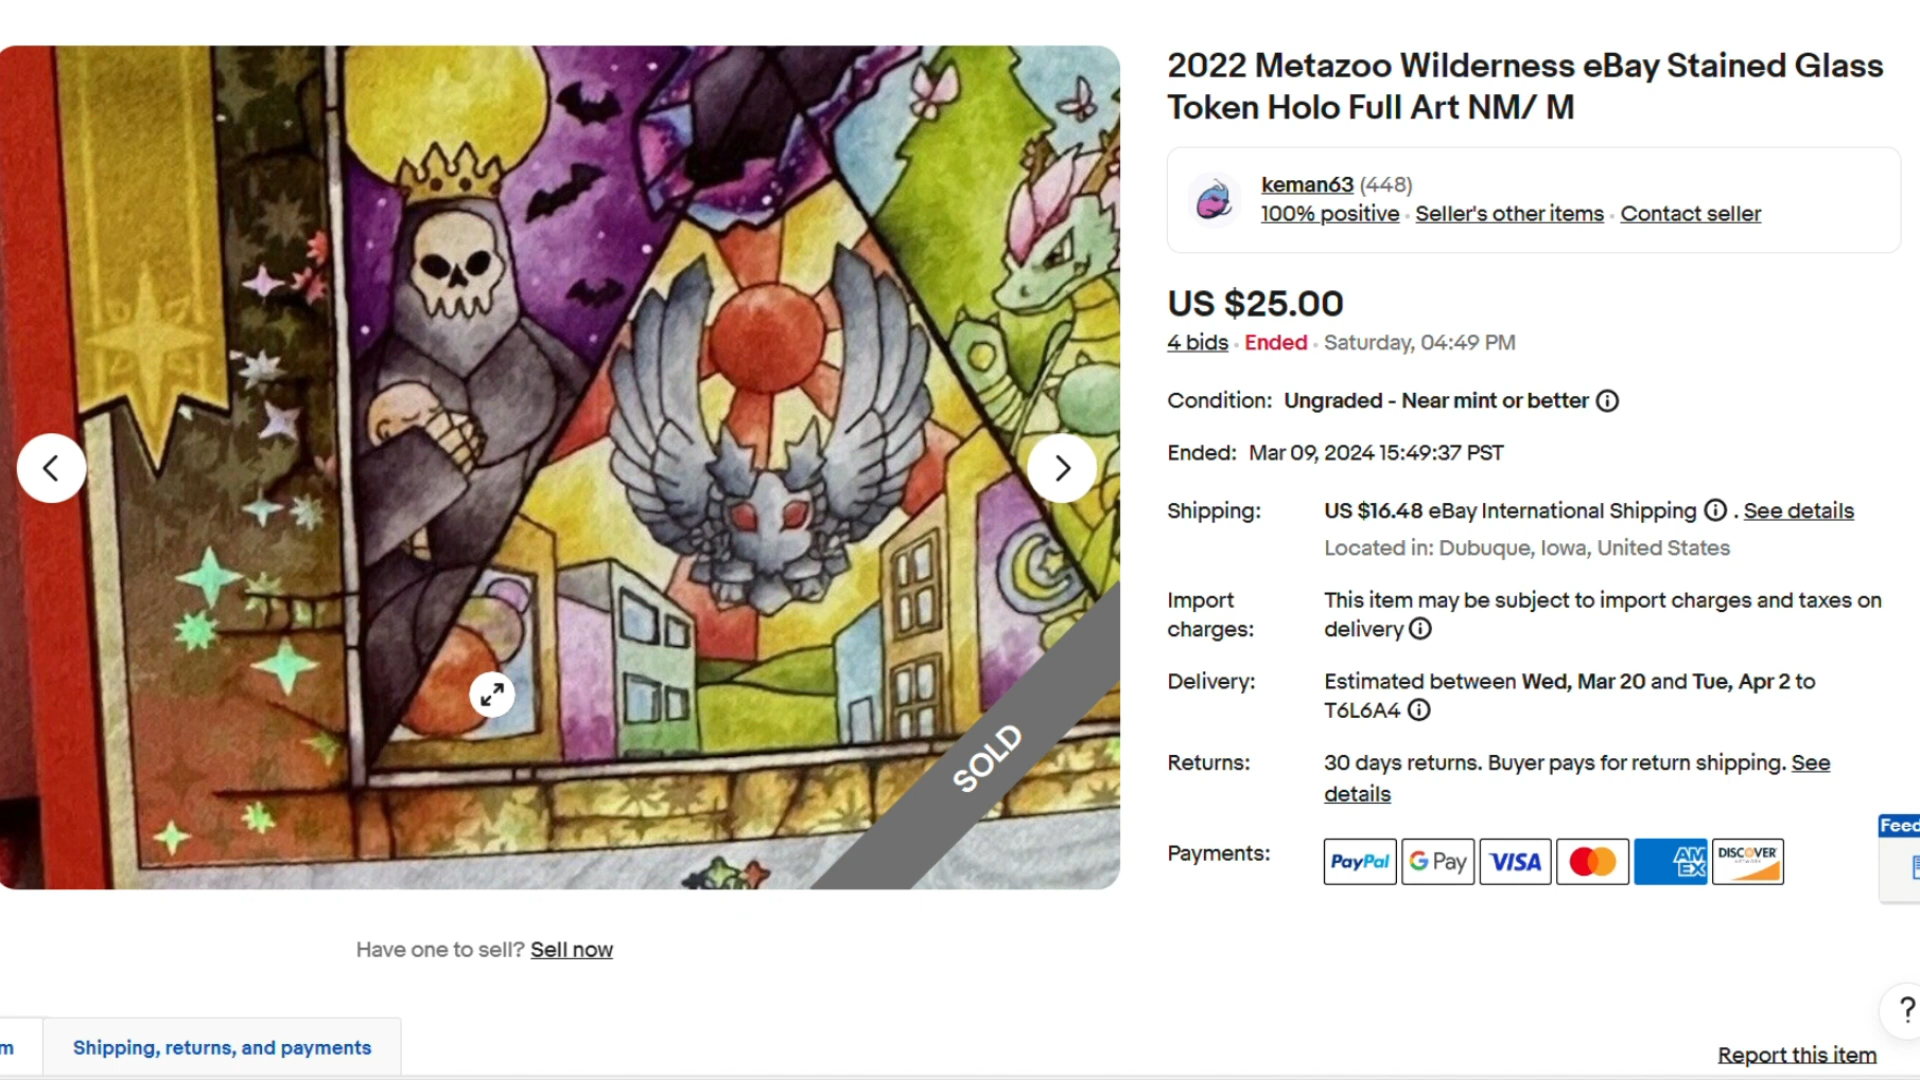 2022 Metazoo Wilderness eBay Stained Glass
Token Holo Full Art NM/ M
keman63 (448)
100% positive · Seller's other items · Contact seller
US $25.00
4 bids · Ended · Saturday, 04:49 PM
Condition: Ungraded - Near mint or better
Ended: Mar 09, 2024 15:49:37 PST
Shipping: US $16.48 eBay International Shipping . See details
Located in: Dubuque, Iowa, United States
Import charges: This item may be subject to import charges and taxes on
delivery
Delivery: Estimated between Wed, Mar 20 and Tue, Apr 2 to
T6L6A4
Returns: 30 days returns. Buyer pays for return shipping. See
details
Payments: PayPal G Pay VISA AM EX DISCOVER
SOLD
Have one to sell? Sell now
m
Shipping, returns, and payments
Report this item
Feed
?